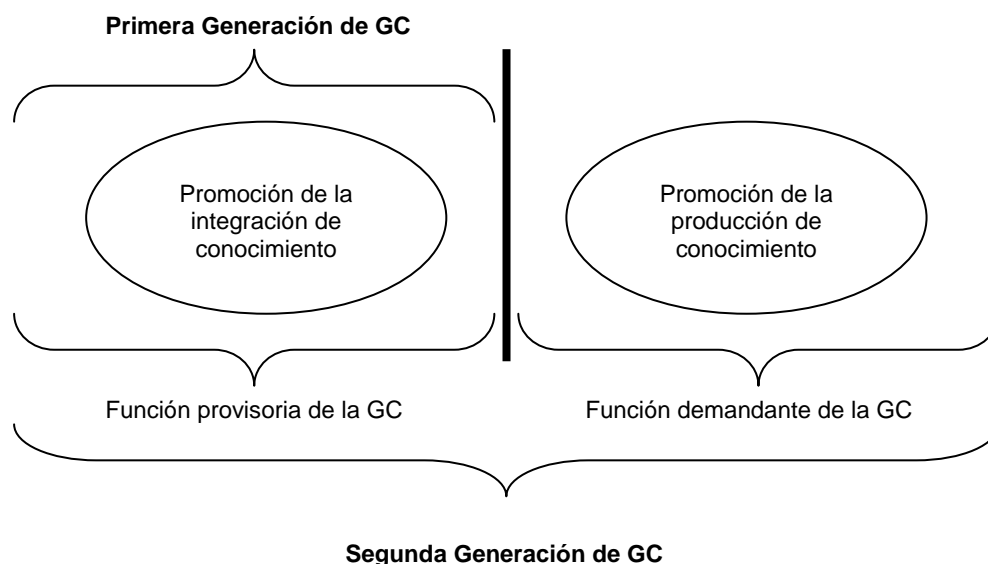 Primera Generación de GC
Promoción de la
integración de
conocimiento
Promoción de la
producción de
conocimiento
Función provisoria de la GC
Función demandante de la GC
Segunda Generación de GC